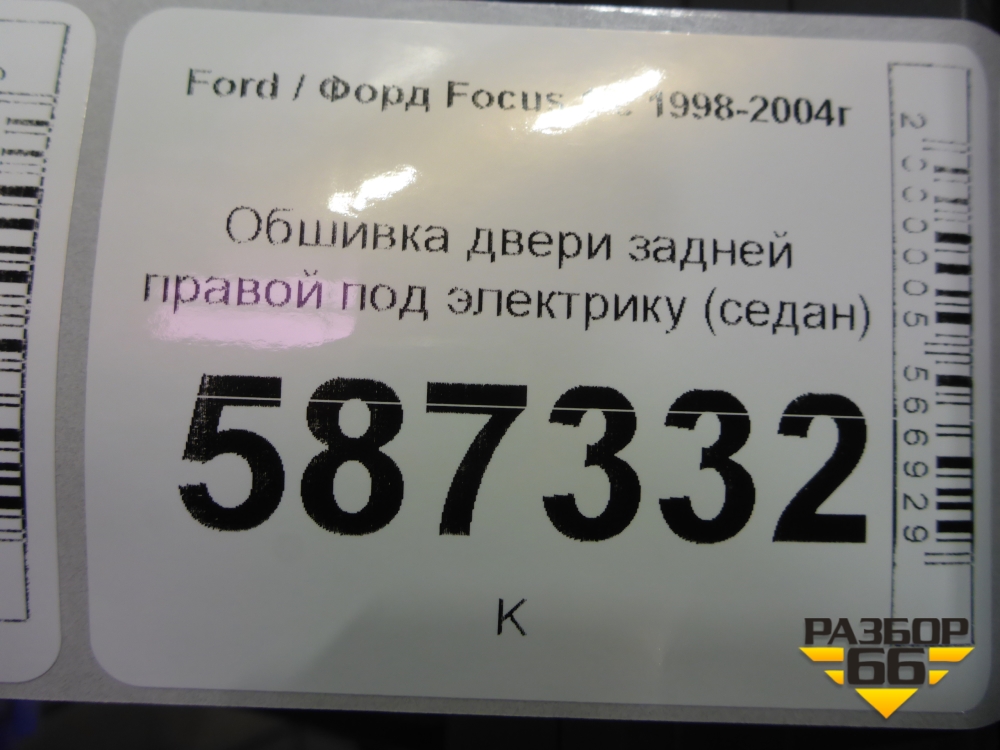 Ford / Форд Focus 1998-2004г
Обшивка двери задней
правой под электрику (седан)
587332
К
2000005566929
РАЗБОР
66